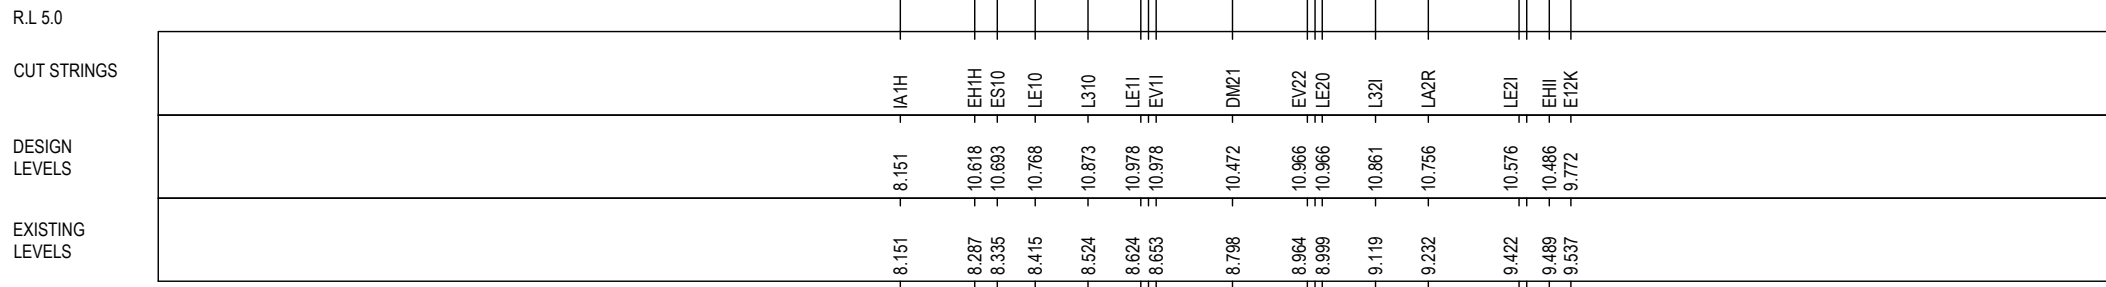 R.L 5.0
CUT STRINGS
IA1H
EH1H
ES10
LE10
L310
LE1I
EV1I
DM21
EV22
LE20
L32I
LA2R
LE2I
EHII
E12K
DESIGN
LEVELS
8.151
10.618
10.693
10.768
10.873
10.978
10.978
10.472
10.966
10.966
10.861
10.756
10.576
10.486
9.772
EXISTING
LEVELS
8.151
8.287
8.335
8.415
8.524
8.624
8.653
8.798
8.964
8.999
9.119
9.232
9.422
9.489
9.537